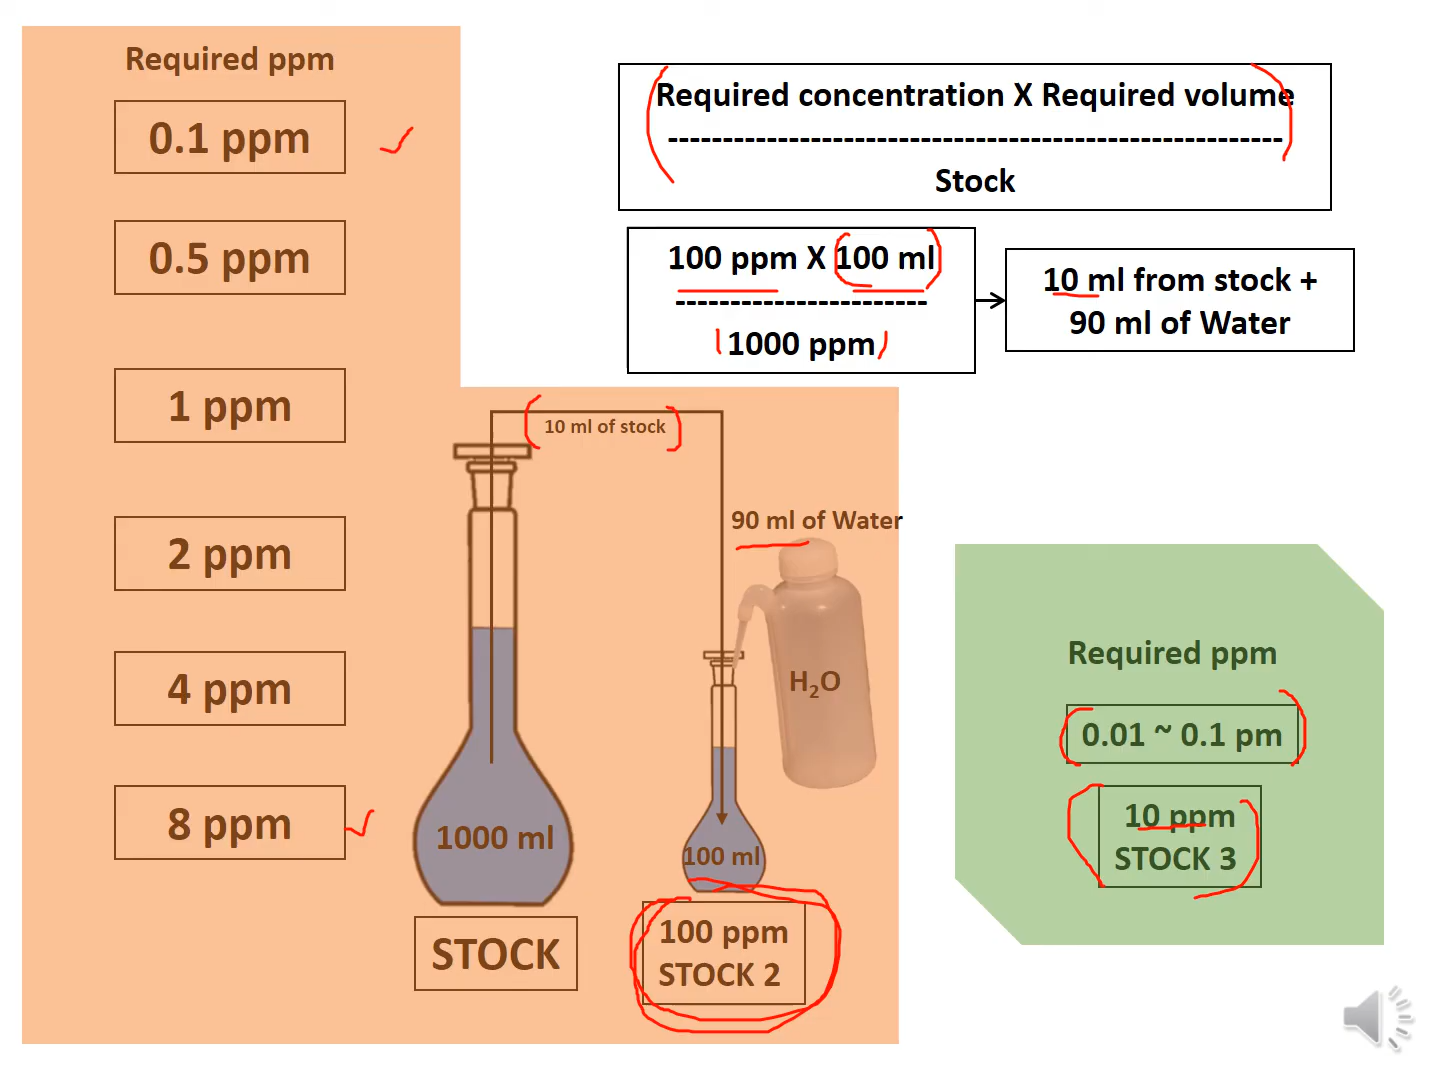 Required ppm
0.1 ppm
0.5 ppm
1 ppm
2 ppm
4 ppm
8 ppm
Required concentration X Required volume
--------------------------------------------------------
Stock
100 ppm X 100 ml
-----------------------
1000 ppm
10 ml from stock +
90 ml of Water
10 ml of stock
90 ml of Water
H₂O
1000 ml
100 ml
STOCK
100 ppm
STOCK 2
Required ppm
0.01 ~ 0.1 pm
10 ppm
STOCK 3